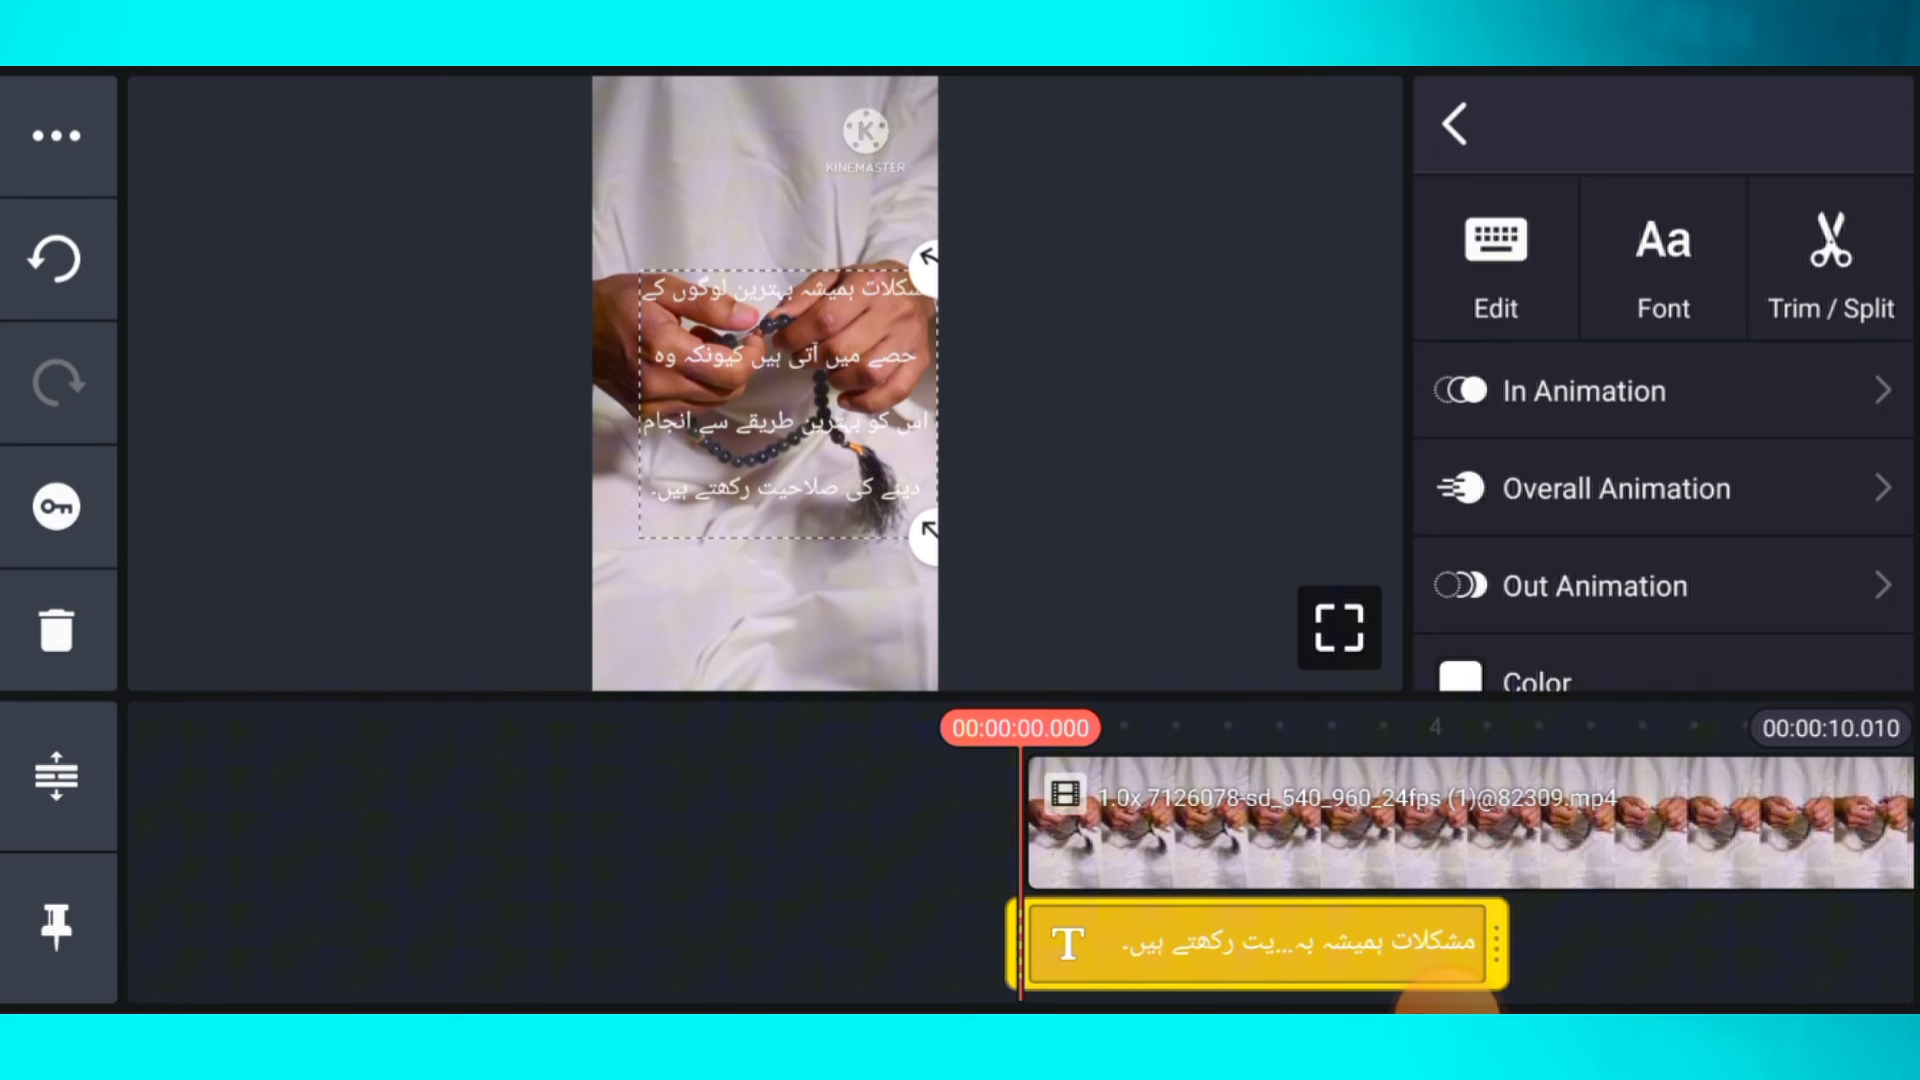 KINEMASTER
مشکلات ہمیشہ بہترین لوگوں کے
حصے میں آتی ہیں کیونکہ وہ
اس کو بہترین طریقے سے انجام
دینے کی صلاحیت رکھتے ہیں۔
Edit
Aa
Font
Trim / Split
In Animation
Overall Animation
Out Animation
Color
00:00:00.000
4
00:00:10.010
1.0x 7126078-sd_540_960_24fps (1)@82309.mp4
T مشکلات ہمیشہ بہ...یت رکھتے ہیں۔